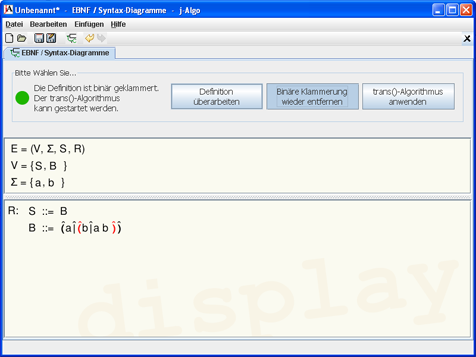 Unbenannt* - EBNF / Syntax-Diagramme - j-Algo
Datei Bearbeiten Einfügen Hilfe
EBNF / Syntax-Diagramme
Bitte Wählen Sie...
Die Definition ist binär geklammert.
Der trans()-Algorithmus
kann gestartet werden.
Definition
überarbeiten
Binäre Klammerung
wieder entfernen
trans()-Algorithmus
anwenden
E = (V, Σ, S, R)
V = { S, B }
Σ = { a, b }
R: S ::= B
B ::= (̂a|(̂b|a b )̂)̂
display